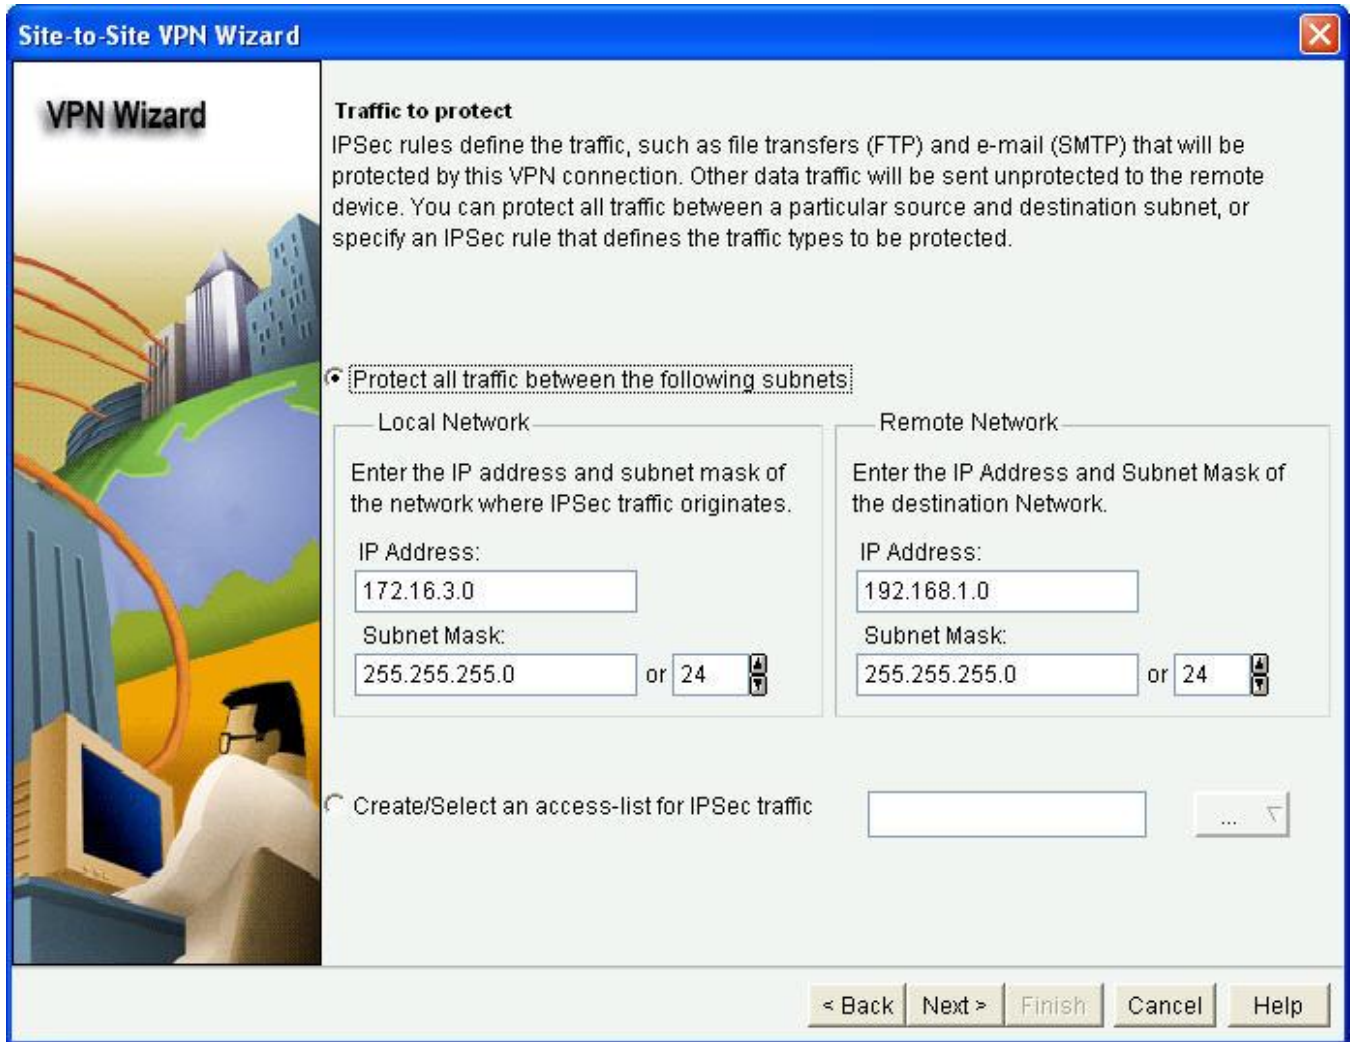 Site-to-Site VPN Wizard
VPN Wizard
Traffic to protect
IPSec rules define the traffic, such as file transfers (FTP) and e-mail (SMTP) that will be
protected by this VPN connection. Other data traffic will be sent unprotected to the remote
device. You can protect all traffic between a particular source and destination subnet, or
specify an IPSec rule that defines the traffic types to be protected.
Protect all traffic between the following subnets
Local Network
Enter the IP address and subnet mask of
the network where IPSec traffic originates.
IP Address:
172.16.3.0
Subnet Mask:
255.255.255.0 or 24
Remote Network
Enter the IP Address and Subnet Mask of
the destination Network.
IP Address:
192.168.1.0
Subnet Mask:
255.255.255.0 or 24
Create/Select an access-list for IPSec traffic ...
< Back Next > Finish Cancel Help